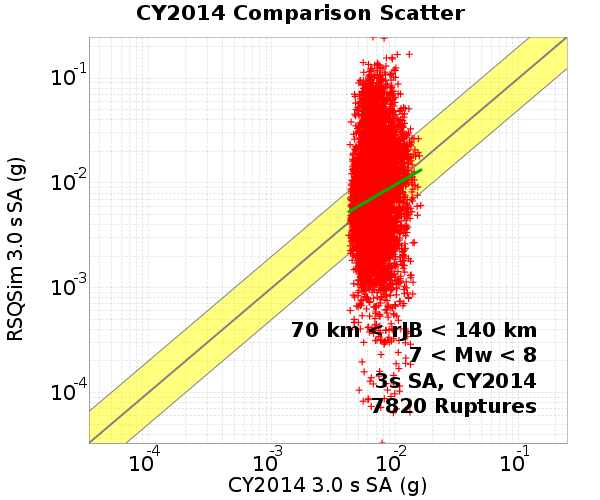 CY2014 Comparison Scatter
10-1
10-2
10-3
10-4
RSQSim 3.0 s SA (g)
70 km < rJB < 140 km
7 < Mw < 8
3s SA, CY2014
7820 Ruptures
10-4 10-3 10-2 10-1
CY2014 3.0 s SA (g)